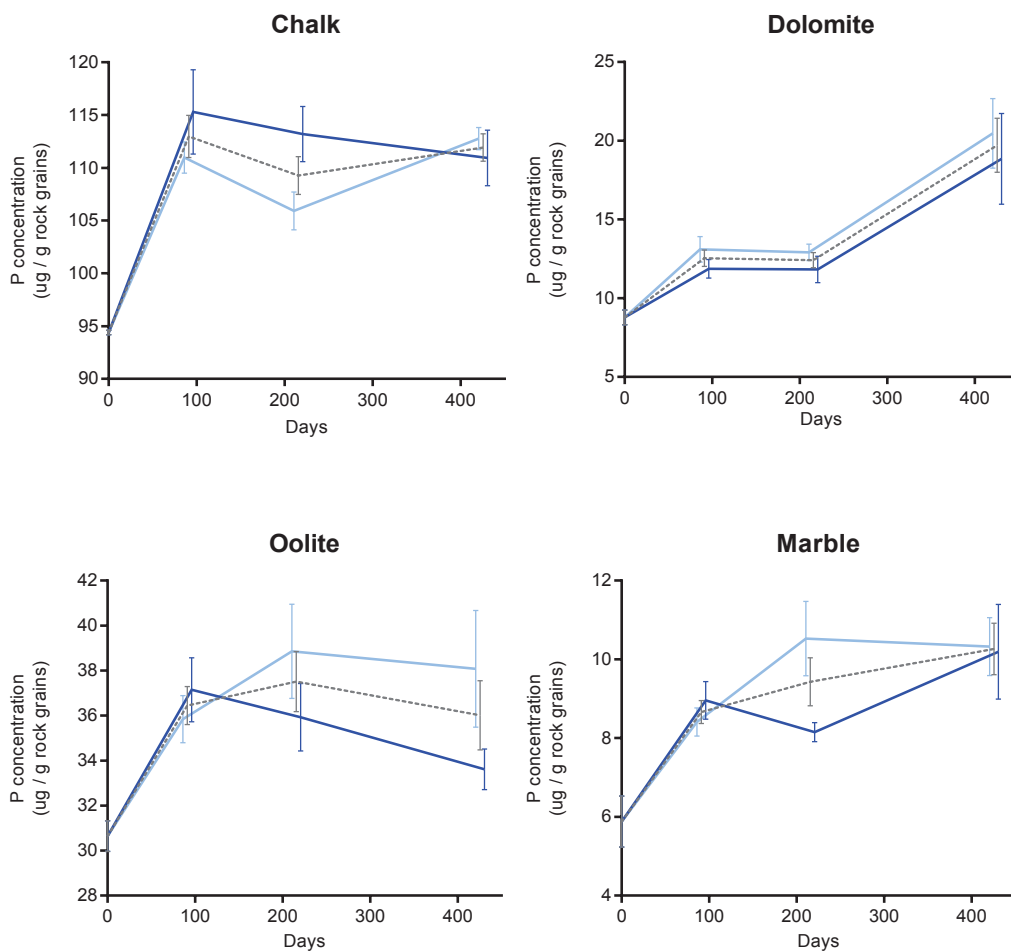 Chalk
P concentration
(ug / g rock grains)
120
115
110
105
100
95
90
0 100 200 300 400
Days
Dolomite
P concentration
(ug / g rock grains)
25
20
15
10
5
0 100 200 300 400
Days
Oolite
P concentration
(ug / g rock grains)
42
40
38
36
34
32
30
28
0 100 200 300 400
Days
Marble
P concentration
(ug / g rock grains)
12
10
8
6
4
0 100 200 300 400
Days